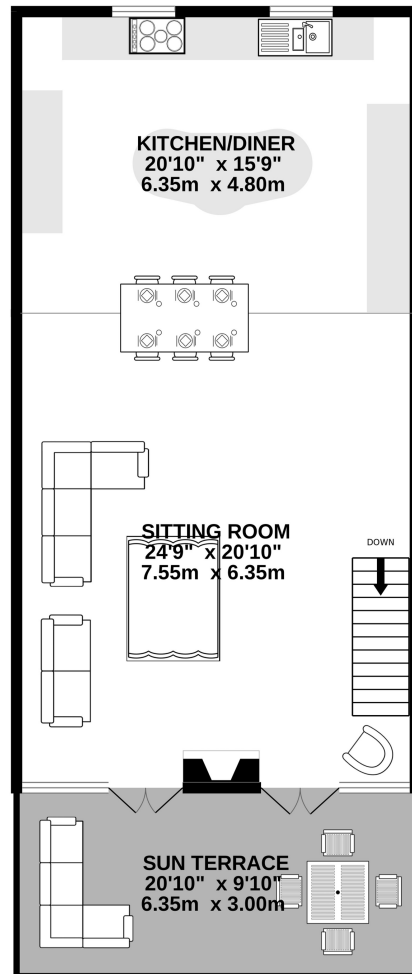 KITCHEN/DINER
20'10" x 15'9"
6.35m x 4.80m
SITTING ROOM
24'9" x 20'10"
7.55m x 6.35m
DOWN
SUN TERRACE
20'10" x 9'10"
6.35m x 3.00m